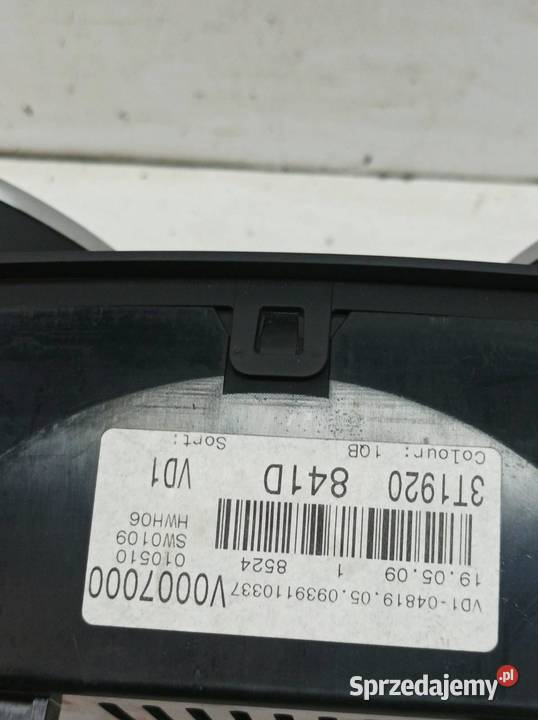 VD1-04819.05.0939110337 V0007000
19.05.09 1 8524 010510
SW0109
HWH06
3T1920 841D VD1
Colour: 1QB Sort:
Sprzedajemy.pl